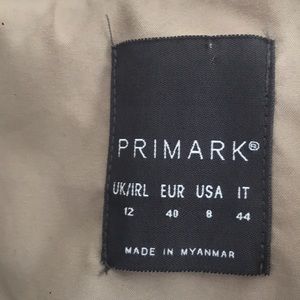 PRIMARK®
UK/IRL EUR USA IT
12 40 8 44
MADE IN MYANMAR